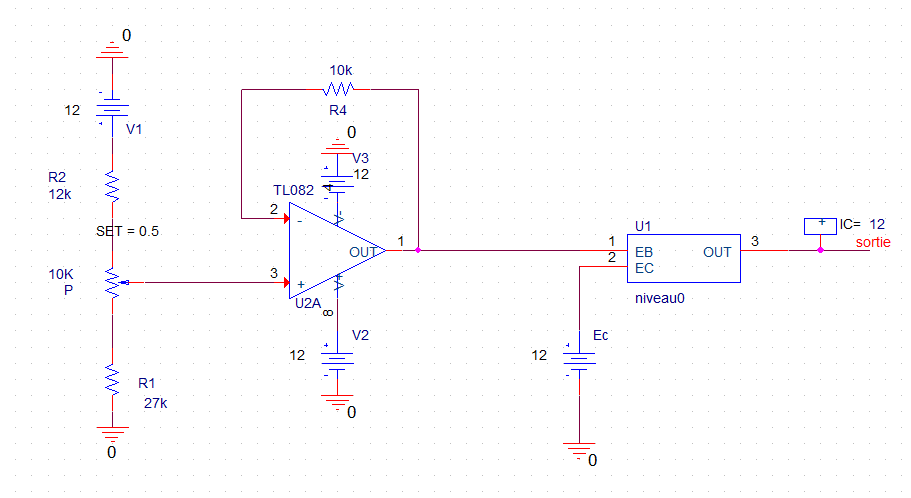 0
12
V1
R2
12k
SET = 0.5
10K
P
R1
27k
0
10k
R4
0
V3
12
4
TL082
2
-
V-
OUT
1
3
+
V+
U2A
8
V2
12
0
U1
1
EB
OUT
3
2
EC
niveau0
IC= 12
sortie
Ec
12
0